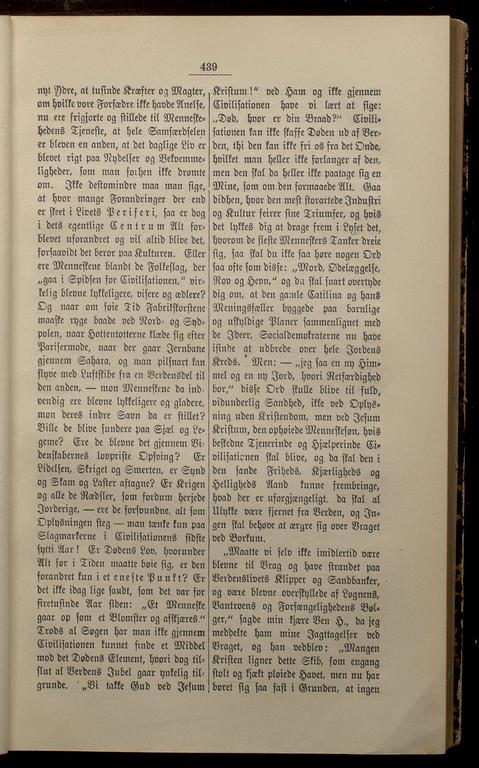 439
nyt Ydre, at tusinde Kræfter og Magter,
om hvilke vore Forfædre ikke havde Anelse,
nu ere frigjorte og stillede til Menneske-
hedens Tjeneste, at hele Samfærdselen
er bleven en anden, at det daglige Liv er
blevet rigt paa Nydelser og Bekvemme-
ligheder, som man forhen ikke drømte
om. Ikke destomindre maa man sige,
at hvor mange Forandringer der end
er skeet i Livets Periferi, saa er dog
i dets egentlige Centrum Alt for-
blevet uforandret og vil altid blive det,
forsaavidt det beror paa Kulturen. Eller
ere Menneskene blandt de Folkeslag, der
„gaa i Spidsen for Civilisationen,“ vir-
kelig blevne lykkeligere, visere og ædlere?
Og naar om føie Tid Fabrikskorstene
maaske ryge baade ved Nord- og Syd-
polen, naar Hottentotterne klæde sig efter
Parisermode, naar der gaar Jernbane
gjennem Sahara, og man pilsnart kan
flyve med Luftskibe fra en Verdensdel til
den anden, — mon Menneskene da ind-
vendig ere blevne lykkeligere og gladere,
mon deres indre Savn da er stillet?
Ville de blive sundere paa Sjæl og Le-
geme? Ere de blevne det gjennem Vi-
denskabernes lovpriste Opsving? Er
Lidelsen, Skriget og Smerten, er Synd
og Skam og Laster aftagne? Er Krigen
og alle de Rædsler, som fordum herjede
Jorderige, — ere de forsvundne, alt som
Oplysningen steg — man tænke kun paa
Slagmarkerne i Civilisationens sidste
sytti Aar! Er Dødens Lov, hvorunder
Alt før i Tiden maatte bøie sig, er den
forandret kun i et eneste Punkt? Er
det ikke idag lige sandt, som det var for
firetusinde Aar siden: „Et Menneske
gaar op som et Blomster og afskjæres.“
Trods al Søgen har man ikke gjennem
Civilisationen kunnet finde et Middel
mod det Dødens Element, hvori dog til-
slut al Verdens Jubel gaar ynkelig til-
grunde. „Vi takke Gud ved Jesum
Kristum!“ ved Ham og ikke gjennem
Civilisationen have vi lært at sige:
„Død, hvor er din Braad?“ Civili-
sationen kan ikke skaffe Døden ud af Ver-
den, thi den kan ikke fri os fra det Onde,
hvilket man heller ikke forlanger af den,
men den skal da heller ikke paatage sig en
Mine, som om den formaaede Alt. Gaa
didhen, hvor den mest storartede Industri
og Kultur feirer sine Triumfer, og hvis
det lykkes dig at drage frem i Lyset det,
hvorom de fleste Menneskers Tanker dreie
sig, saa skal du ikke faa høre nogen Ord
saa ofte som disse: „Mord, Ødelæggelse,
Rov og Hevn,“ og du skal snart overtyde
dig om, at den gamle Catilina og hans
Meningsfæller byggede paa barnlige
og uskyldige Planer sammenlignet med
de Ideer, Socialdemokraterne nu have
isinde at udbrede over hele Jordens
Kreds. Men: — „jeg saa en ny Him-
mel og en ny Jord, hvori Retfærdighed
bor,“ disse Ord skulle blive til fuld,
vidunderlig Sandhed, ikke ved Oplys-
ning uden Kristendom, men ved Jesum
Kristum, den ophøiede Menneskesøn, hvis
beskedne Tjenerinde og Hjælperinde Ci-
vilisationen skal blive, og da skal den i
den sande Friheds, Kjærligheds og
Helligheds Aand kunne frembringe,
hvad der er uforgjængeligt, da skal al
Ulykke være fjernet fra Verden, og In-
gen skal behøve at ærgre sig over Vraget
ved Borkum.
„Maatte vi selv ikke imidlertid være
blevne til Vrag og have strandet paa
Verdenslivets Klipper og Sandbanker,
og være blevne overskyllede af Løgnens,
Vantroens og Forfængelighedens Bøl-
ger,“ sagde min kjære Ven H., da jeg
meddelte ham mine Jagttagelser ved
Vraget, og han vedblev: „Mangen
Kristen ligner dette Skib, som engang
stolt og kjækt pløiede Havet, men nu har
boret sig saa fast i Grunden, at ingen